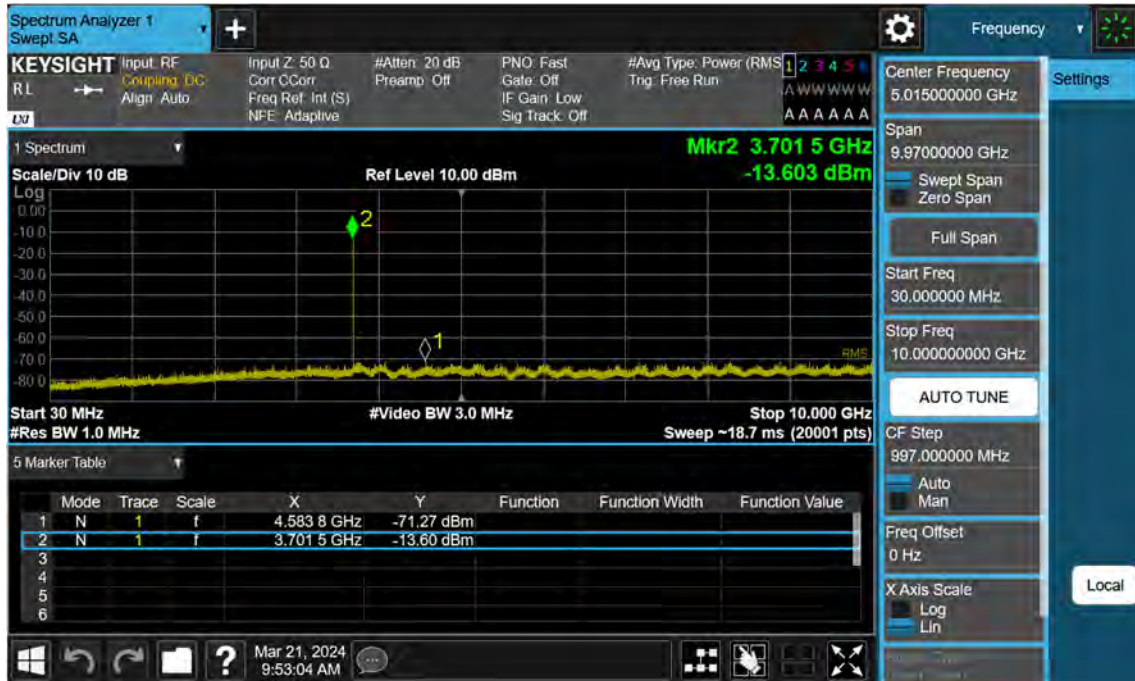 Spectrum Analyzer 1
Swept SA
Frequency
KEYSIGHT
Input: RF
Input Z: 50 Ω
#Atten: 20 dB
PNO: Fast
#Avg Type: Power (RMS
1 2 3 4 5 6
R L
Coupling: DC
Corr CCorr
Preamp: Off
Gate: Off
Trig: Free Run
A W W W W W
Align: Auto
Freq Ref: Int (S)
IF Gain: Low
LXI
NFE: Adaptive
Sig Track: Off
A A A A A A
1 Spectrum
Mkr2 3.701 5 GHz
Scale/Div 10 dB
Ref Level 10.00 dBm
-13.603 dBm
Log
0.00
-10.0
-20.0
-30.0
-40.0
-50.0
-60.0
-70.0
-80.0
2
1
RMS
Start 30 MHz
#Video BW 3.0 MHz
Stop 10.000 GHz
#Res BW 1.0 MHz
Sweep ~18.7 ms (20001 pts)
5 Marker Table
Mode Trace Scale X Y Function Function Width Function Value
1 N 1 f 4.583 8 GHz -71.27 dBm
2 N 1 f 3.701 5 GHz -13.60 dBm
3
4
5
6
Mar 21, 2024
9:53:04 AM
Center Frequency
5.015000000 GHz
Span
9.97000000 GHz
Swept Span
Zero Span
Full Span
Start Freq
30.000000 MHz
Stop Freq
10.000000000 GHz
AUTO TUNE
CF Step
997.000000 MHz
Auto
Man
Freq Offset
0 Hz
X Axis Scale
Log
Lin
Settings
Local